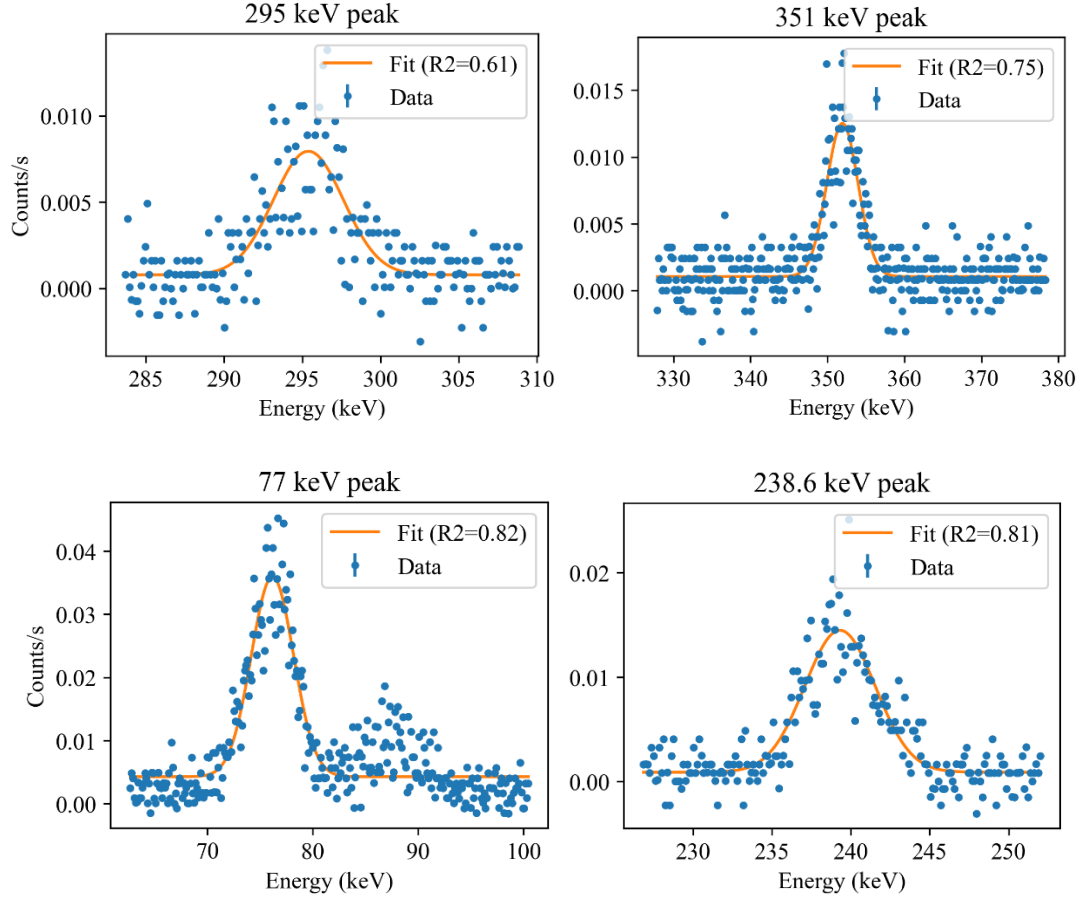 295 keV peak
Fit (R2=0.61)
Data
0.010
0.005
0.000
Counts/s
285 290 295 300 305 310
Energy (keV)
351 keV peak
Fit (R2=0.75)
Data
0.015
0.010
0.005
0.000
330 340 350 360 370 380
Energy (keV)
77 keV peak
Fit (R2=0.82)
Data
0.04
0.03
0.02
0.01
0.00
Counts/s
70 80 90 100
Energy (keV)
238.6 keV peak
Fit (R2=0.81)
Data
0.02
0.01
0.00
230 235 240 245 250
Energy (keV)